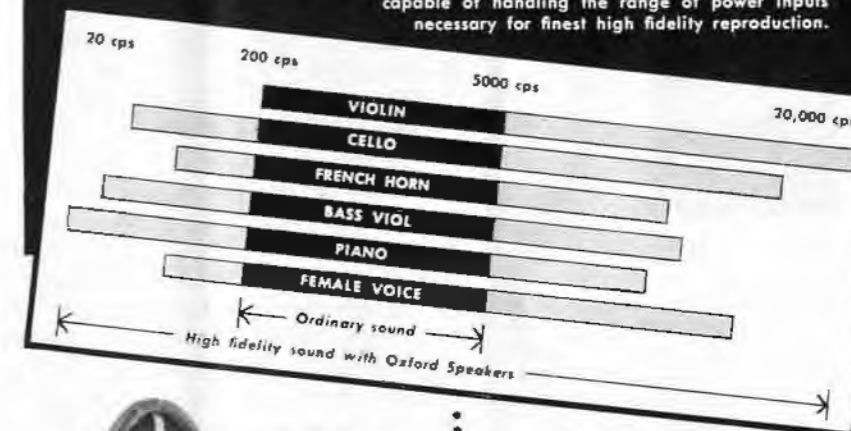 capable of handling the range of power inputs
necessary for finest high fidelity reproduction.
20 cps
200 cps
5000 cps
20,000 cps
VIOLIN
CELLO
FRENCH HORN
BASS VIOL
PIANO
FEMALE VOICE
Ordinary sound
High fidelity sound with Oxford Speakers